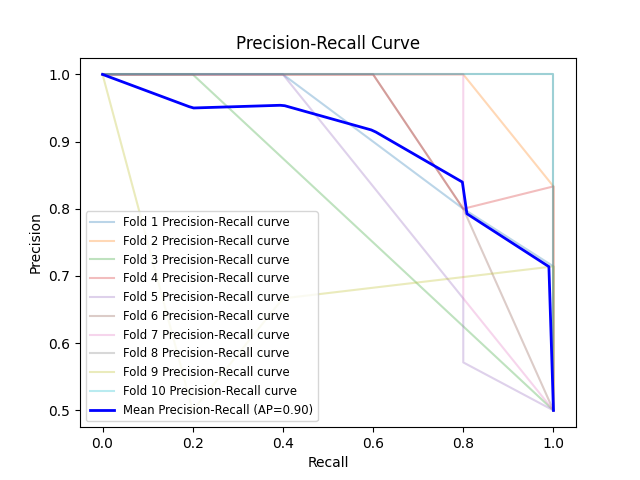 Precision-Recall Curve
1.0
0.9
0.8
0.7
0.6
0.5
Precision
Fold 1 Precision-Recall curve
Fold 2 Precision-Recall curve
Fold 3 Precision-Recall curve
Fold 4 Precision-Recall curve
Fold 5 Precision-Recall curve
Fold 6 Precision-Recall curve
Fold 7 Precision-Recall curve
Fold 8 Precision-Recall curve
Fold 9 Precision-Recall curve
Fold 10 Precision-Recall curve
Mean Precision-Recall (AP=0.90)
0.0 0.2 0.4 0.6 0.8 1.0
Recall